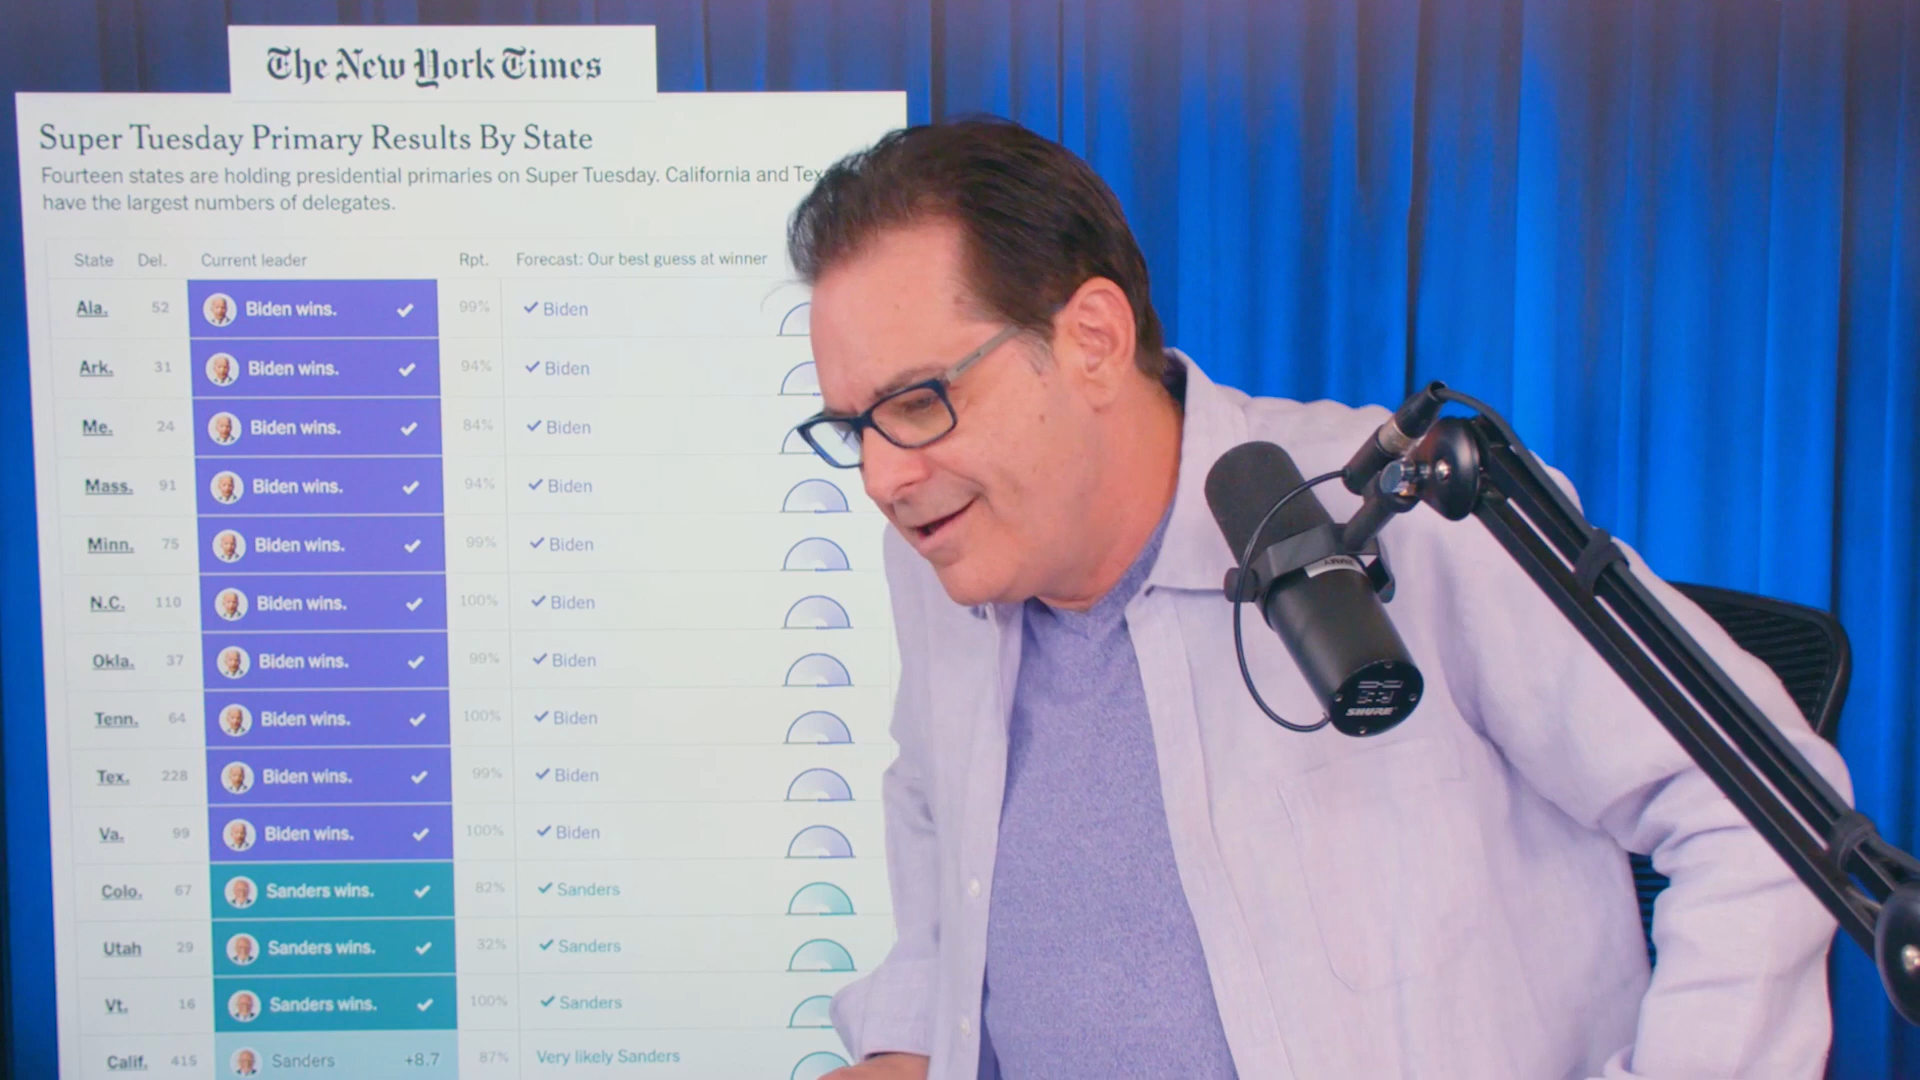 The New York Times
Super Tuesday Primary Results By State
Fourteen states are holding presidential primaries on Super Tuesday. California and Tex
have the largest numbers of delegates.
State Del. Current leader Rpt. Forecast: Our best guess at winner
Ala. 52 Biden wins. ✓ 99% ✓ Biden
Ark. 31 Biden wins. ✓ 94% ✓ Biden
Me. 24 Biden wins. ✓ 84% ✓ Biden
Mass. 91 Biden wins. ✓ 94% ✓ Biden
Minn. 75 Biden wins. ✓ 99% ✓ Biden
N.C. 110 Biden wins. ✓ 100% ✓ Biden
Okla. 37 Biden wins. ✓ 99% ✓ Biden
Tenn. 64 Biden wins. ✓ 100% ✓ Biden
Tex. 228 Biden wins. ✓ 99% ✓ Biden
Va. 99 Biden wins. ✓ 100% ✓ Biden
Colo. 67 Sanders wins. ✓ 82% ✓ Sanders
Utah 29 Sanders wins. ✓ 32% ✓ Sanders
Vt. 16 Sanders wins. ✓ 100% ✓ Sanders
Calif. 415 Sanders +8.7 87% Very likely Sanders
SHURE